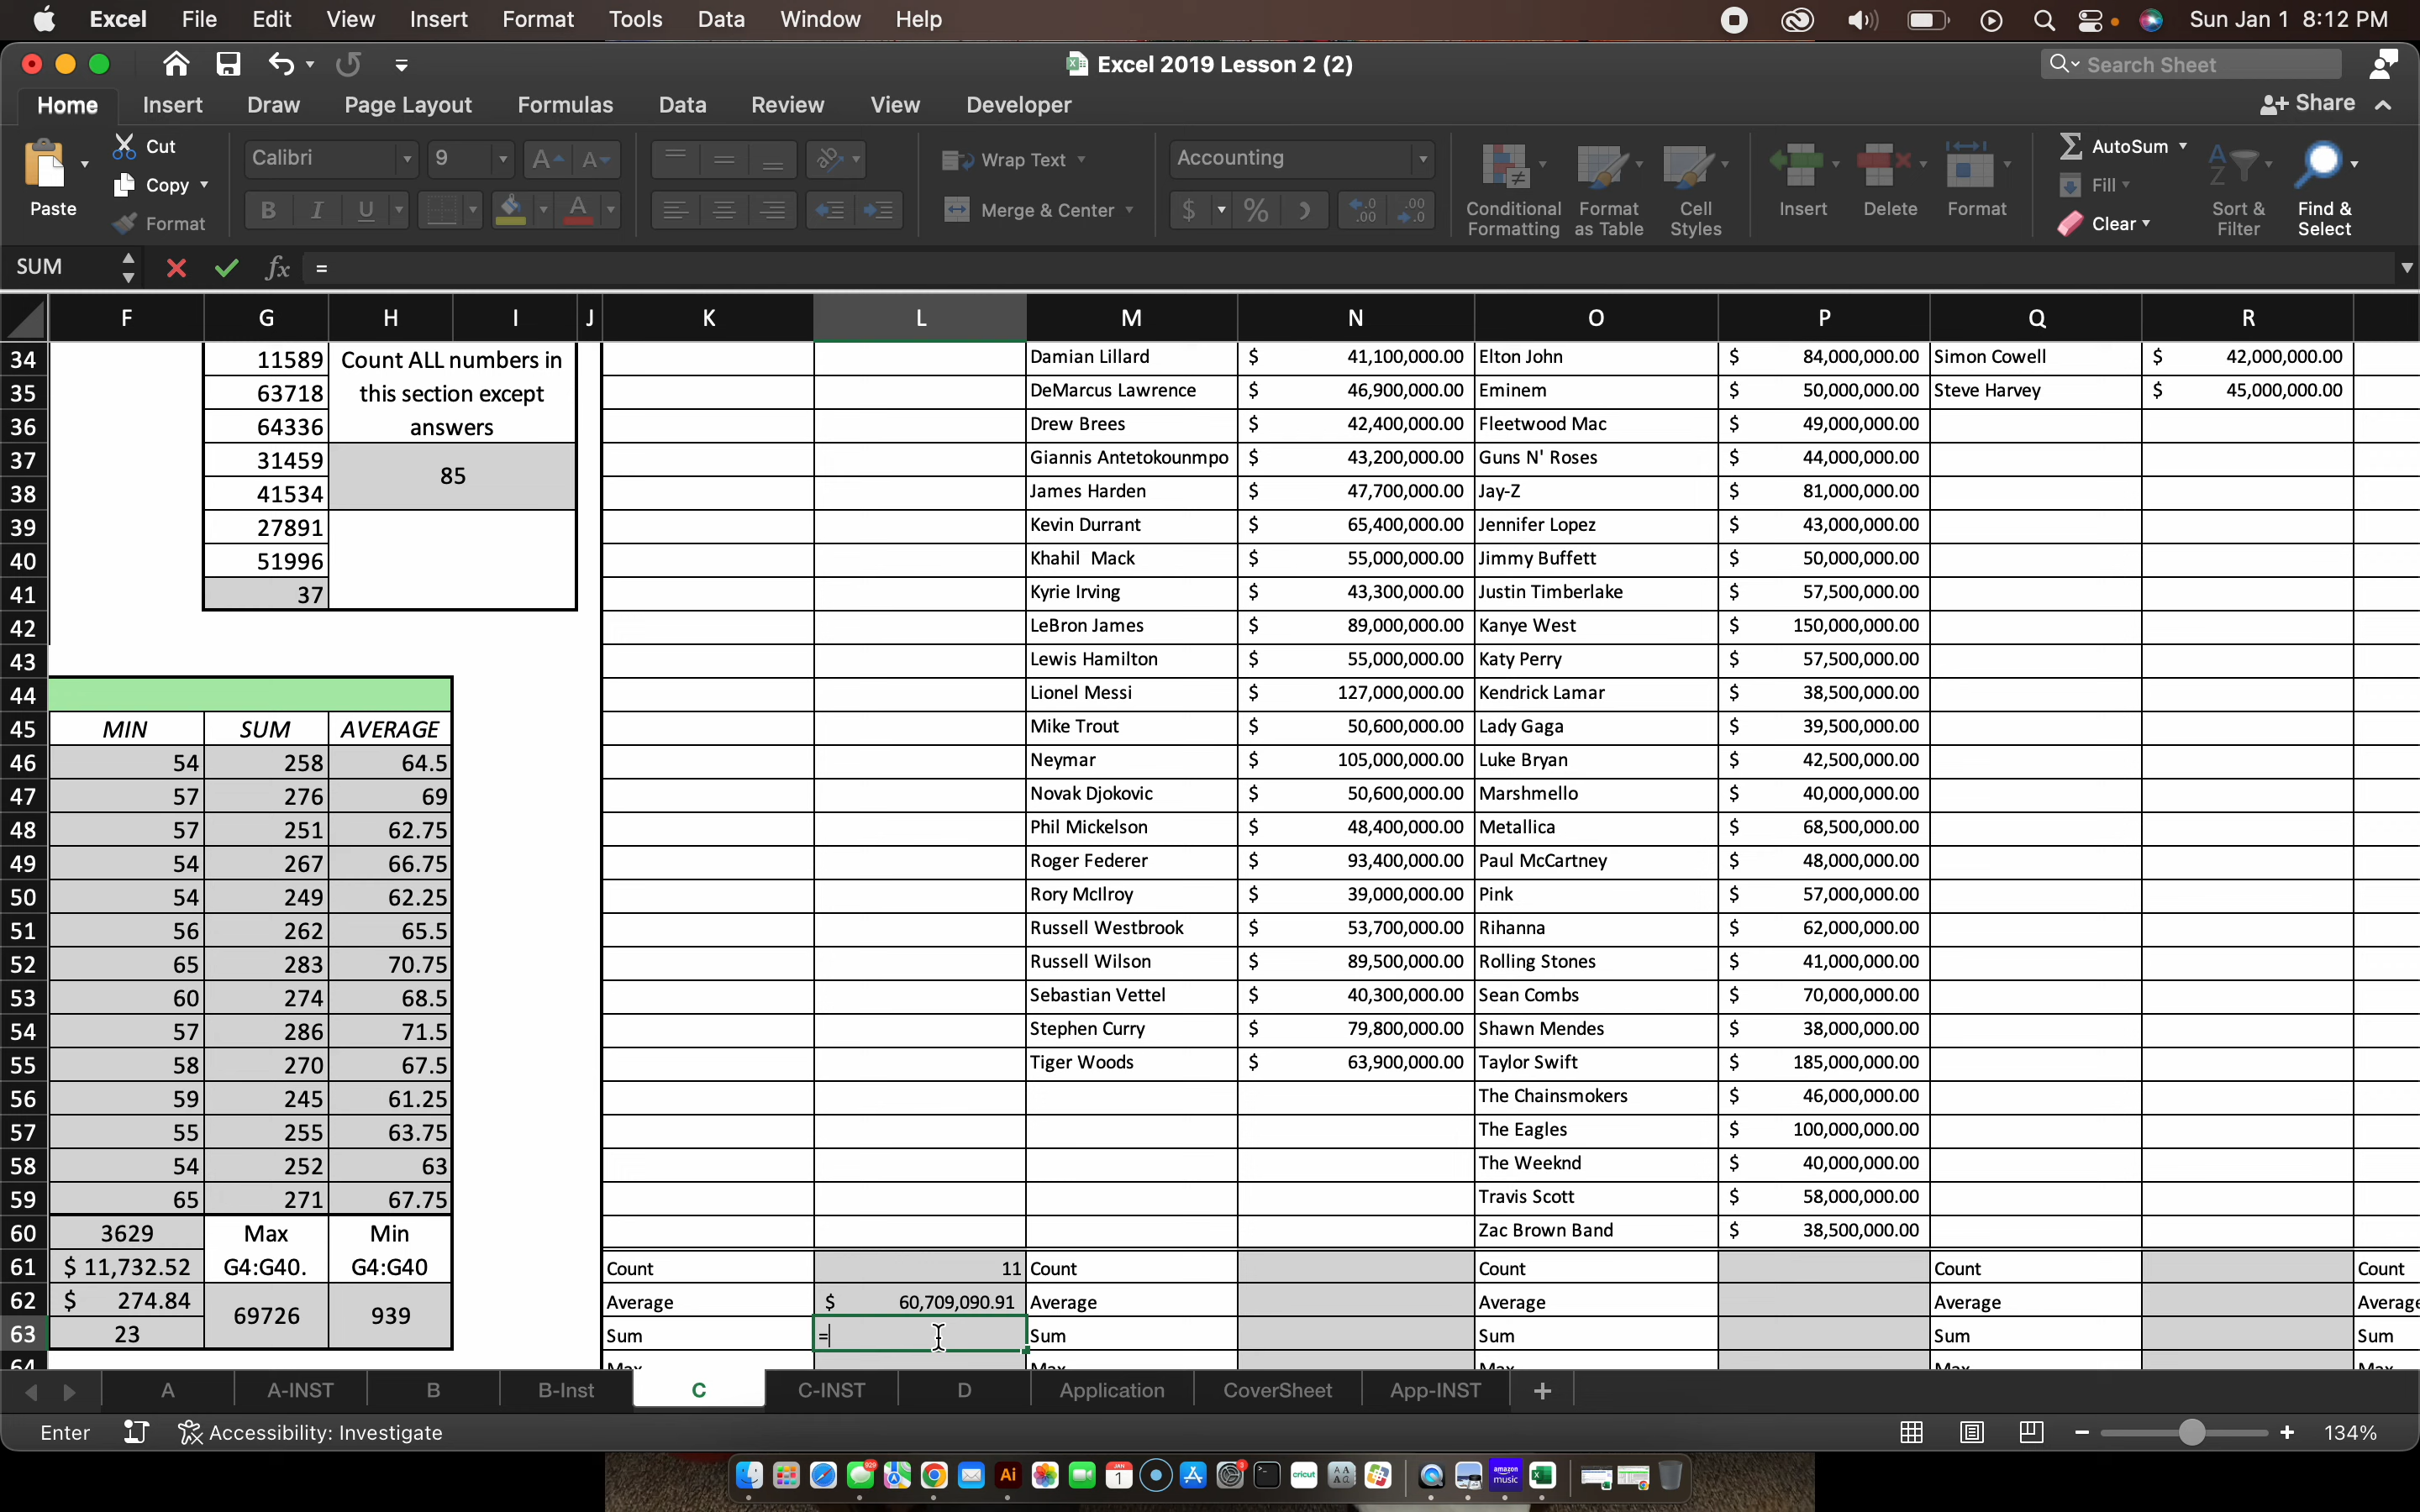 Excel File Edit View Insert Format Tools Data Window Help Sun Jan 1 8:12 PM
Excel 2019 Lesson 2 (2) Search Sheet
Home Insert Draw Page Layout Formulas Data Review View Developer Share
Paste Cut Copy Format
Calibri 9 A A
B I U A
Wrap Text
Merge & Center
Accounting
$ % .00 .00 .0
Conditional Formatting
Format as Table
Cell Styles
Insert Delete Format
AutoSum
Fill
Clear
Sort & Filter
Find & Select
SUM fx =
F G H I J K L M N O P Q R
34 11589 Count ALL numbers in Damian Lillard $ 41,100,000.00 Elton John $ 84,000,000.00 Simon Cowell $ 42,000,000.00
35 63718 this section except DeMarcus Lawrence $ 46,900,000.00 Eminem $ 50,000,000.00 Steve Harvey $ 45,000,000.00
36 64336 answers Drew Brees $ 42,400,000.00 Fleetwood Mac $ 49,000,000.00
37 31459 85 Giannis Antetokounmpo $ 43,200,000.00 Guns N' Roses $ 44,000,000.00
38 41534 James Harden $ 47,700,000.00 Jay-Z $ 81,000,000.00
39 27891 Kevin Durrant $ 65,400,000.00 Jennifer Lopez $ 43,000,000.00
40 51996 Khahil Mack $ 55,000,000.00 Jimmy Buffett $ 50,000,000.00
41 37 Kyrie Irving $ 43,300,000.00 Justin Timberlake $ 57,500,000.00
42 LeBron James $ 89,000,000.00 Kanye West $ 150,000,000.00
43 Lewis Hamilton $ 55,000,000.00 Katy Perry $ 57,500,000.00
44 Lionel Messi $ 127,000,000.00 Kendrick Lamar $ 38,500,000.00
45 MIN SUM AVERAGE Mike Trout $ 50,600,000.00 Lady Gaga $ 39,500,000.00
46 54 258 64.5 Neymar $ 105,000,000.00 Luke Bryan $ 42,500,000.00
47 57 276 69 Novak Djokovic $ 50,600,000.00 Marshmello $ 40,000,000.00
48 57 251 62.75 Phil Mickelson $ 48,400,000.00 Metallica $ 68,500,000.00
49 54 267 66.75 Roger Federer $ 93,400,000.00 Paul McCartney $ 48,000,000.00
50 54 249 62.25 Rory McIlroy $ 39,000,000.00 Pink $ 57,000,000.00
51 56 262 65.5 Russell Westbrook $ 53,700,000.00 Rihanna $ 62,000,000.00
52 65 283 70.75 Russell Wilson $ 89,500,000.00 Rolling Stones $ 41,000,000.00
53 60 274 68.5 Sebastian Vettel $ 40,300,000.00 Sean Combs $ 70,000,000.00
54 57 286 71.5 Stephen Curry $ 79,800,000.00 Shawn Mendes $ 38,000,000.00
55 58 270 67.5 Tiger Woods $ 63,900,000.00 Taylor Swift $ 185,000,000.00
56 59 245 61.25 The Chainsmokers $ 46,000,000.00
57 55 255 63.75 The Eagles $ 100,000,000.00
58 54 252 63 The Weeknd $ 40,000,000.00
59 65 271 67.75 Travis Scott $ 58,000,000.00
60 3629 Max Min Zac Brown Band $ 38,500,000.00
61 $ 11,732.52 G4:G40. G4:G40 Count 11 Count Count Count Count
62 $ 274.84 69726 939 Average $ 60,709,090.91 Average Average Average Average
63 23 Sum = Sum Sum Sum Sum
64 Max Max Max Max Max
A A-INST B B-Inst C C-INST D Application CoverSheet App-INST +
Enter Accessibility: Investigate 134%